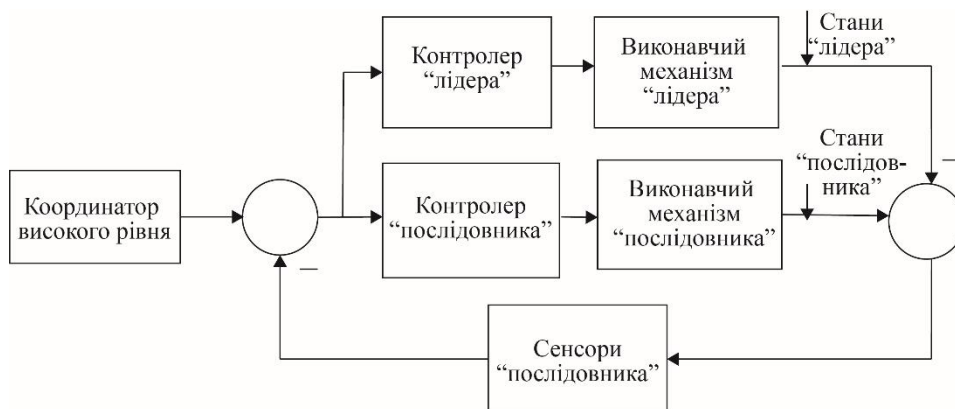 Контролер
“лідера”
Виконавчий
механізм
“лідера”
Стани
“лідера”
–
Координатор
високого рівня
Контролер
“послідовника”
Виконавчий
механізм
“послідовника”
Стани
“послідов-
ника”
–
Сенсори
“послідовника”